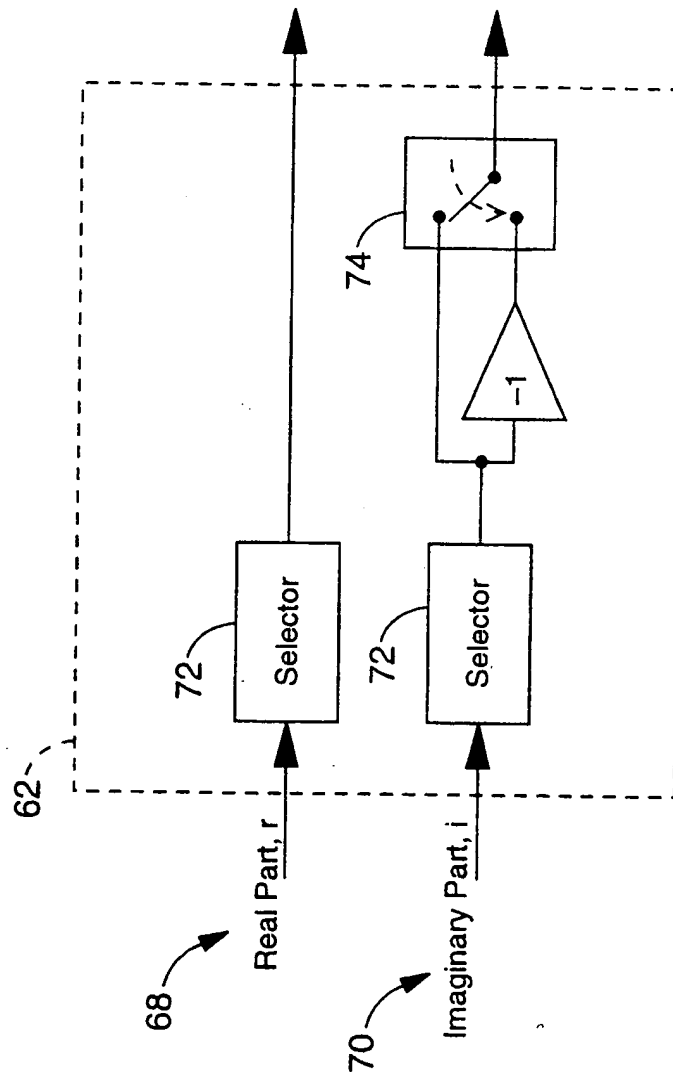 62
68
Real Part, r
72
Selector
70
Imaginary Part, i
72
Selector
-1
74